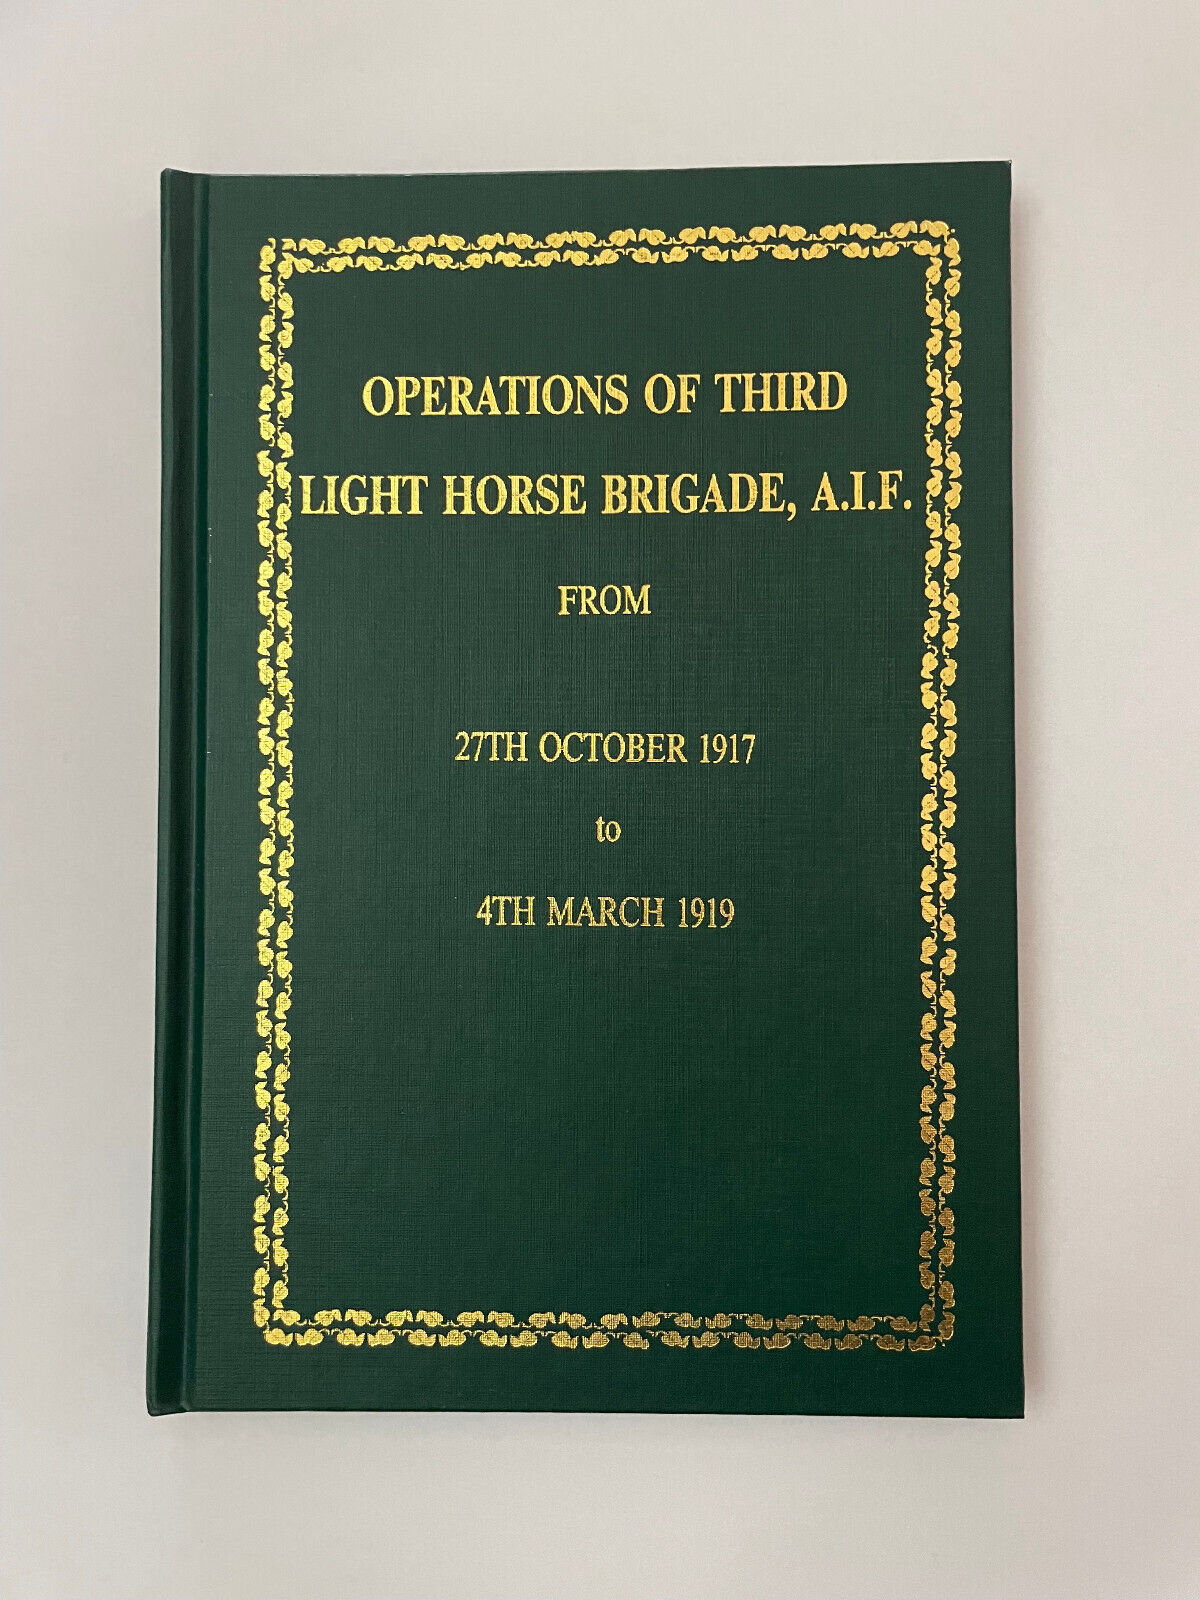 OPERATIONS OF THIRD
LIGHT HORSE BRIGADE, A.I.F.
FROM
27TH OCTOBER 1917
to
4TH MARCH 1919